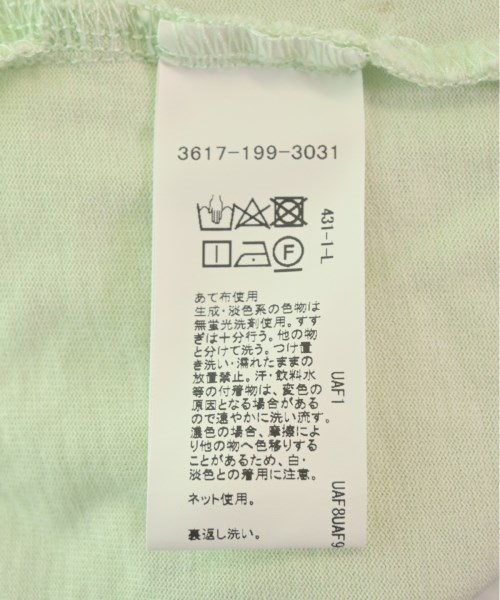 3617-199-3031
431-1-L
F
あて布使用
生成・淡色系の色物は
無蛍光洗剤使用。すす
ぎは十分行う。他の物
と分けて洗う。つけ置
き洗い・濡れたままの
放置禁止。汗・飲料水
等の付着物は、変色の
原因となる場合がある
ので速やかに洗い流す。
濃色の場合、摩擦によ
り他の物へ色移りする
ことがあるため、白・
淡色との着用に注意。
ネット使用。
裏返し洗い。
UAF1
UAF8UAF9